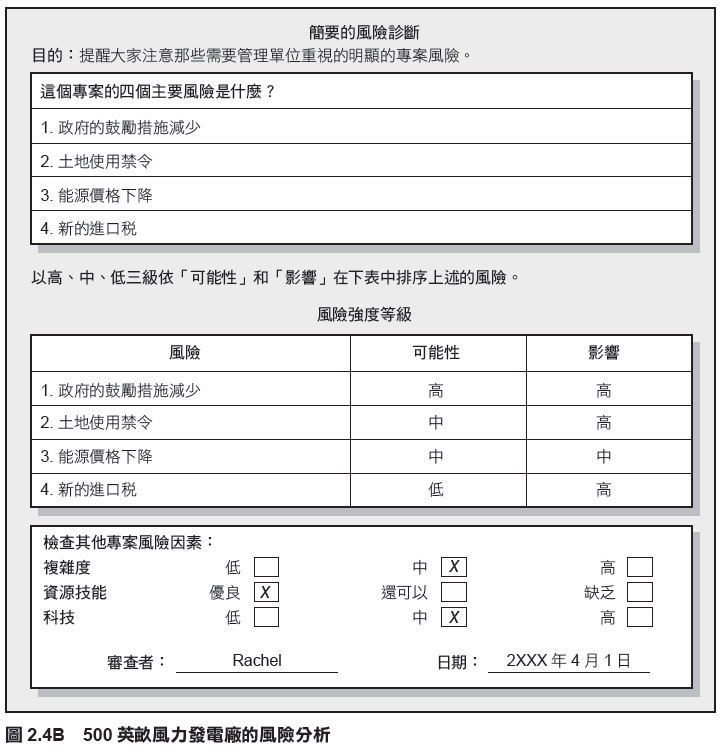 簡要的風險診斷
目的：提醒大家注意那些需要管理單位重視的明顯的專案風險。
這個專案的四個主要風險是什麼？
1. 政府的鼓勵措施減少
2. 土地使用禁令
3. 能源價格下降
4. 新的進口稅
以高、中、低三級依「可能性」和「影響」在下表中排序上述的風險。
風險強度等級
風險 可能性 影響
1. 政府的鼓勵措施減少 高 高
2. 土地使用禁令 中 高
3. 能源價格下降 中 中
4. 新的進口稅 低 高
檢查其他專案風險因素：
複雜度 低 中 X 高
資源技能 優良 X 還可以 缺乏
科技 低 中 X 高
審查者： Rachel 日期： 2XXX 年 4 月 1 日
圖 2.4B 500 英畝風力發電廠的風險分析